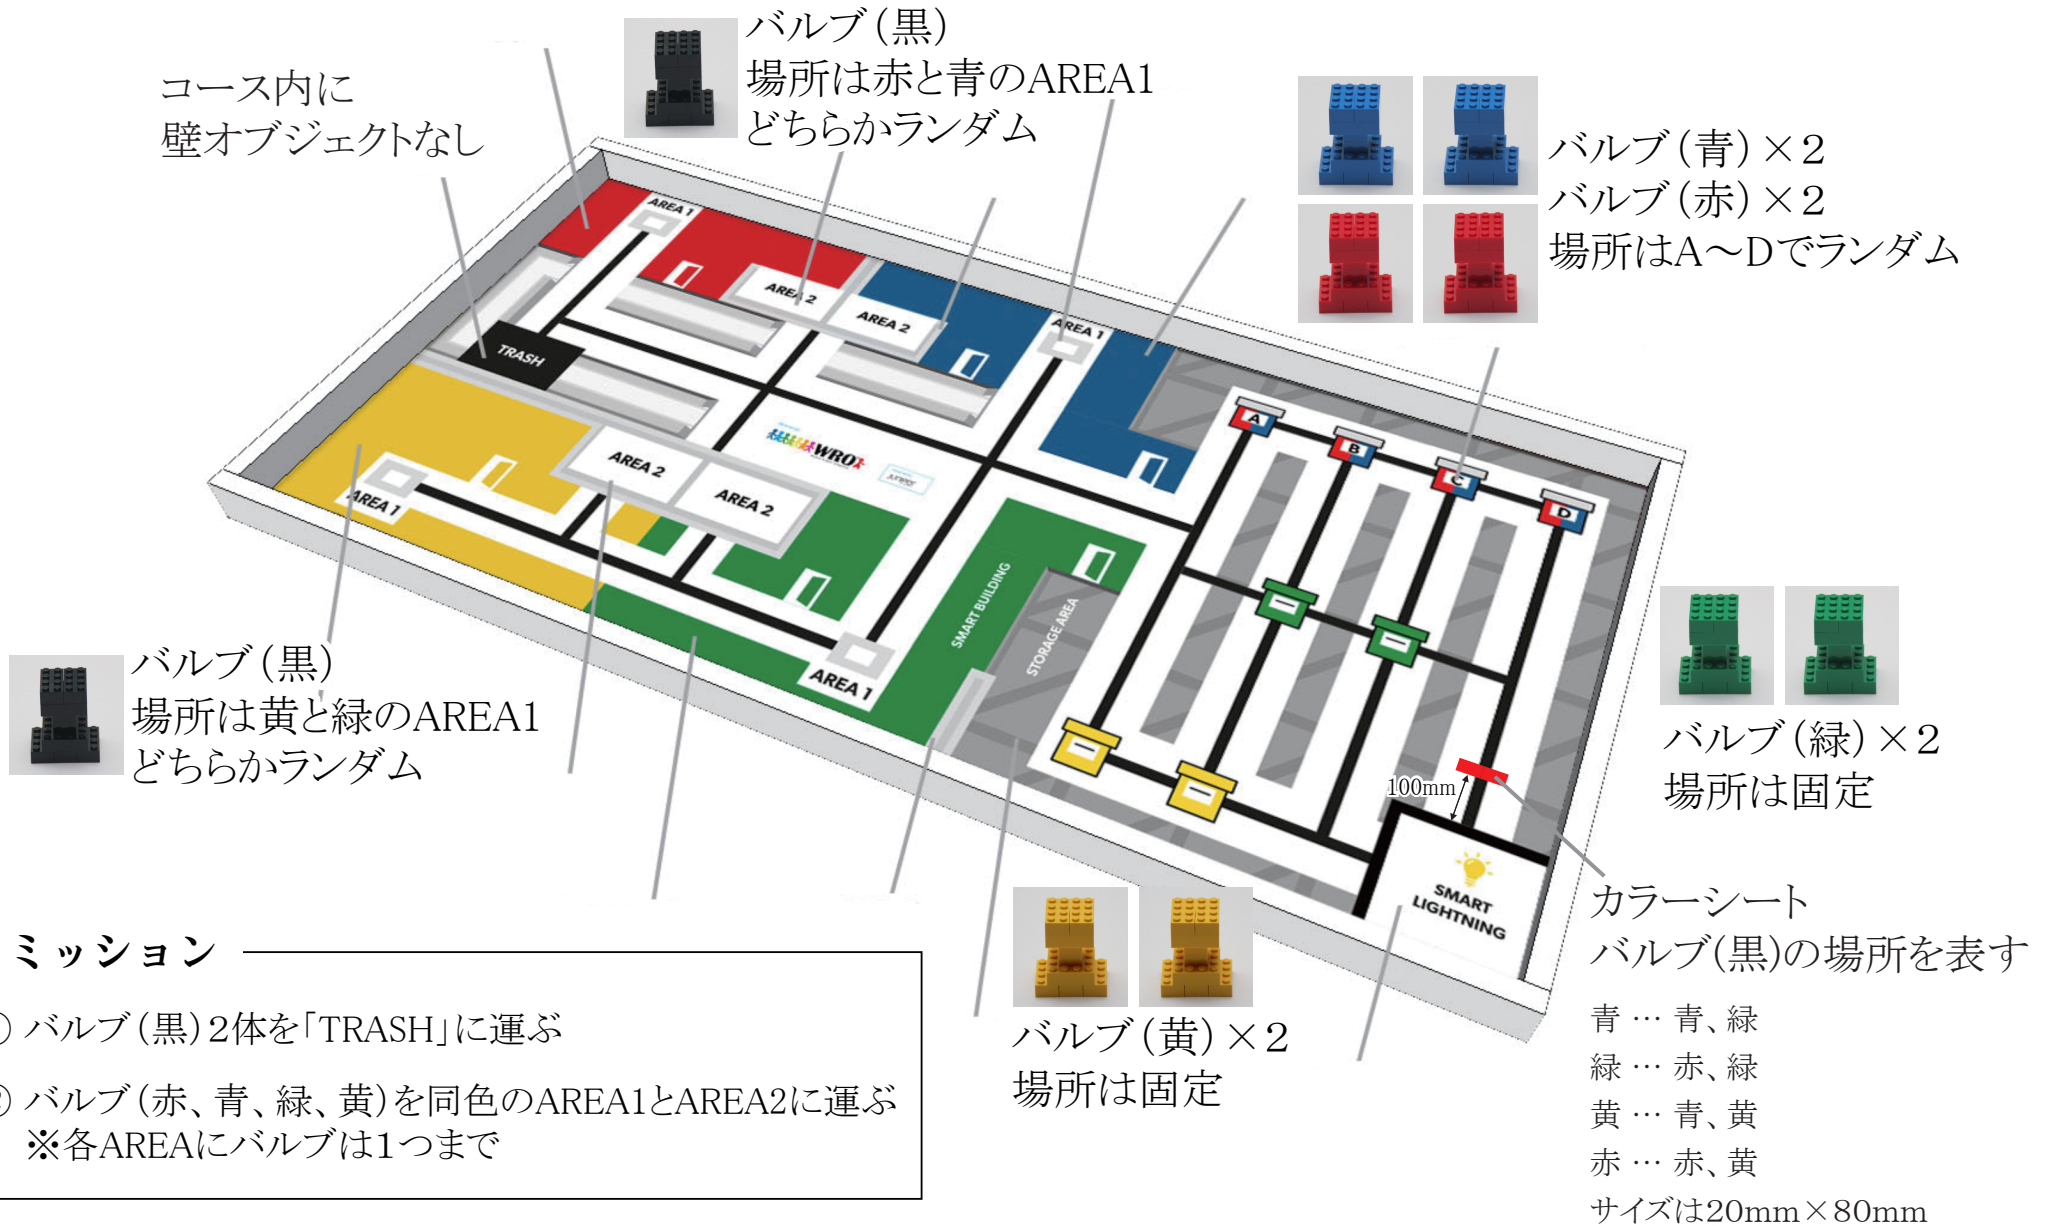 コース内に
壁オブジェクトなし
バルブ(黒)
場所は赤と青のAREA1
どちらかランダム
バルブ(青)×2
バルブ(赤)×2
場所はA～Dでランダム
AREA 1
AREA 2
AREA 2
AREA 1
TRASH
WRO
A
B
C
D
AREA 2
AREA 2
AREA 1
AREA 1
SMART BUILDING
STORAGE AREA
バルブ(黒)
場所は黄と緑のAREA1
どちらかランダム
バルブ(緑)×2
場所は固定
100mm
SMART
LIGHTNING
バルブ(黄)×2
場所は固定
カラーシート
バルブ(黒)の場所を表す
青 … 青、緑
緑 … 赤、緑
黄 … 青、黄
赤 … 赤、黄
サイズは20mm×80mm
ミッション
バルブ(黒)2体を「TRASH」に運ぶ
バルブ(赤、青、緑、黄)を同色のAREA1とAREA2に運ぶ
※各AREAにバルブは1つまで